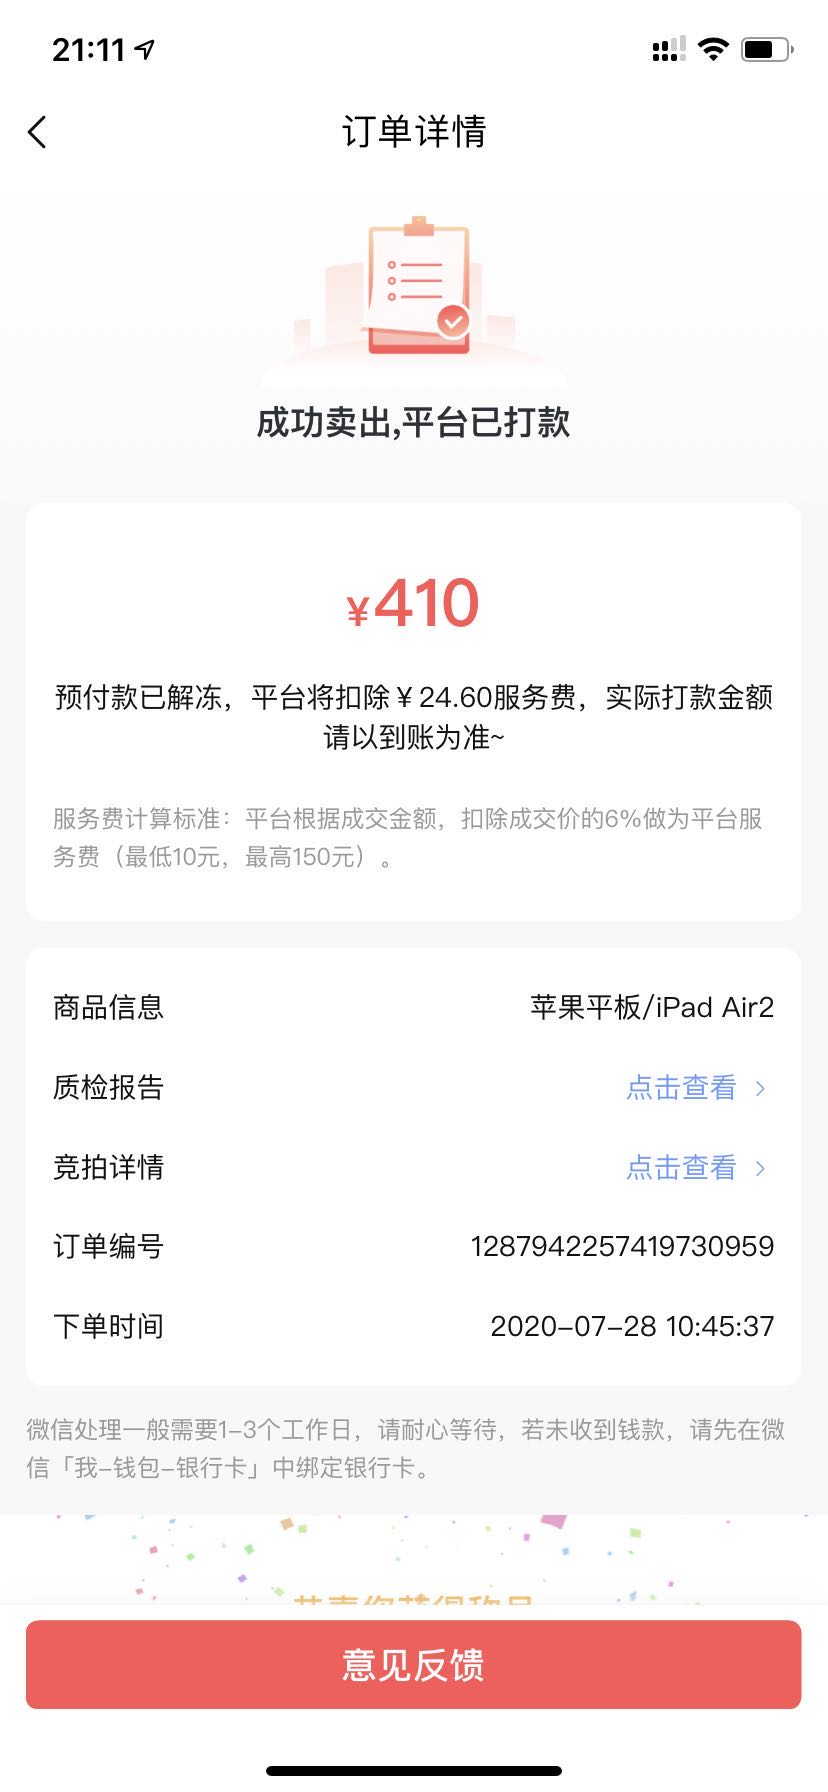 21:11
订单详情
成功卖出,平台已打款
¥410
预付款已解冻，平台将扣除¥24.60服务费，实际打款金额
请以到账为准~
服务费计算标准：平台根据成交金额，扣除成交价的6%做为平台服
务费（最低10元，最高150元）。
商品信息 苹果平板/iPad Air2
质检报告 点击查看 >
竞拍详情 点击查看 >
订单编号 1287942257419730959
下单时间 2020-07-28 10:45:37
微信处理一般需要1-3个工作日，请耐心等待，若未收到钱款，请先在微
信「我-钱包-银行卡」中绑定银行卡。
意见反馈